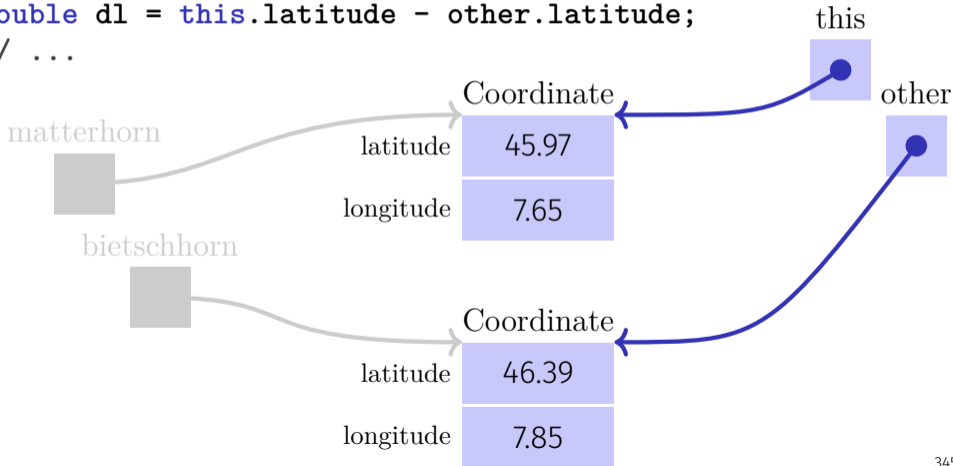 ouble dl = this.latitude - other.latitude;
/ ...
this
Coordinate
other
matterhorn
latitude 45.97
longitude 7.65
bietschhorn
Coordinate
latitude 46.39
longitude 7.85
345